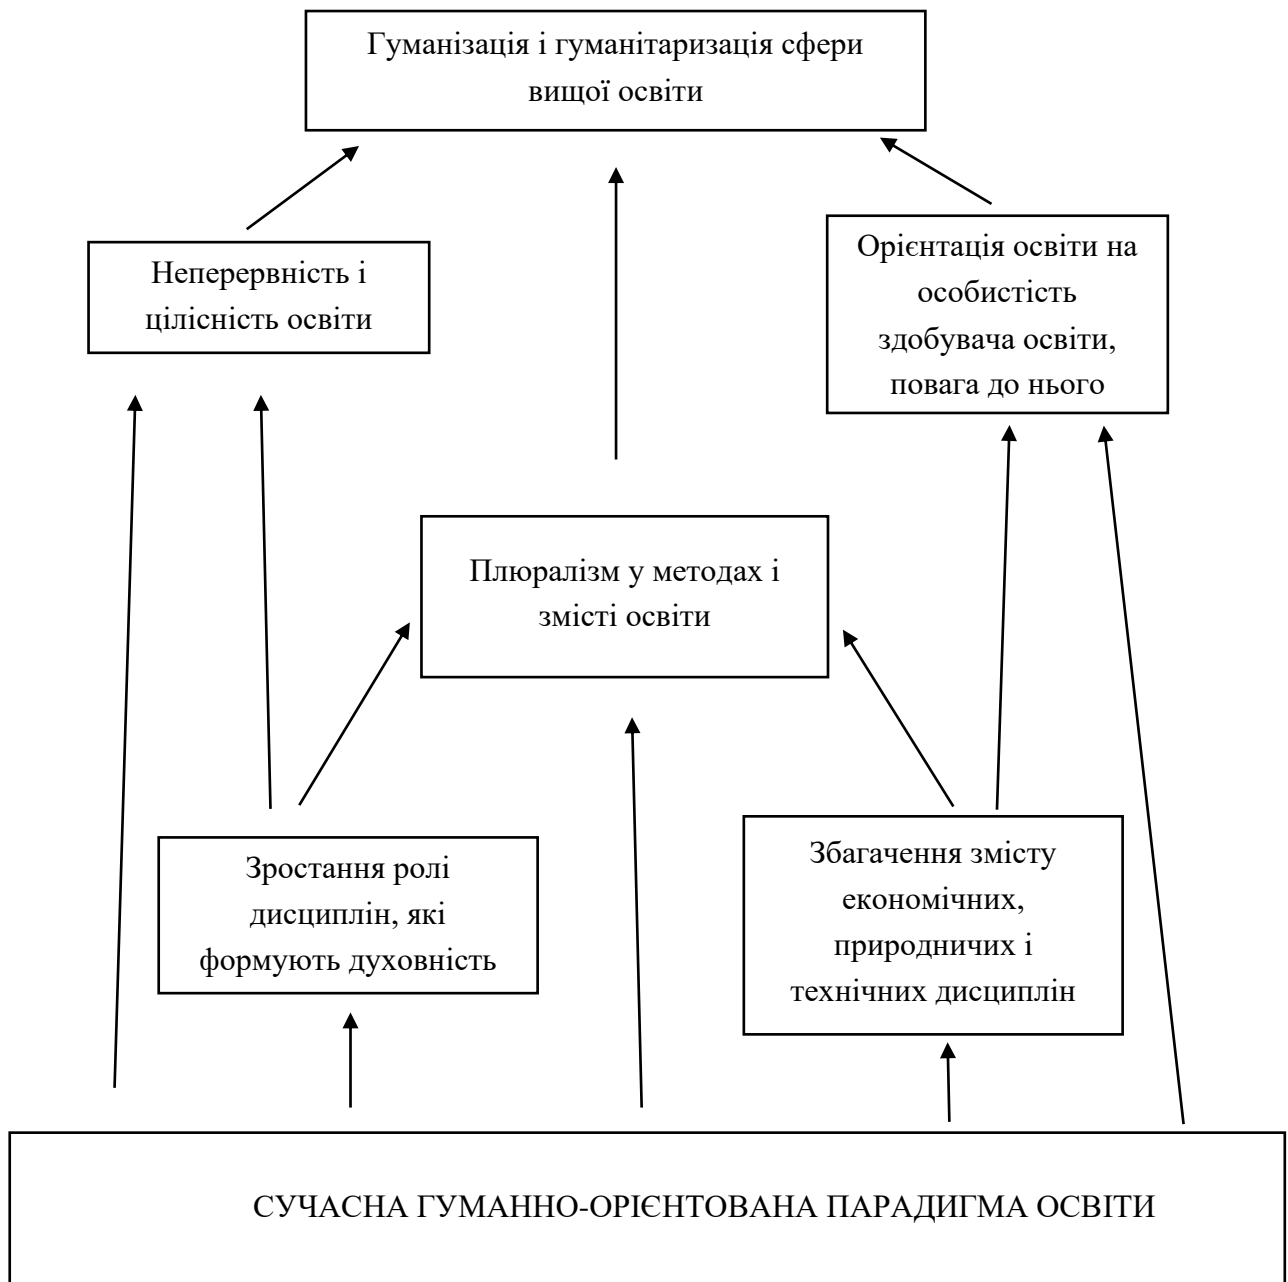 Гуманізація і гуманітаризація сфери
вищої освіти
Неперервність і
цілісність освіти
Орієнтація освіти на
особистість
здобувача освіти,
повага до нього
Плюралізм у методах і
змісті освіти
Зростання ролі
дисциплін, які
формують духовність
Збагачення змісту
економічних,
природничих і
технічних дисциплін
СУЧАСНА ГУМАННО-ОРІЄНТОВАНА ПАРАДИГМА ОСВІТИ